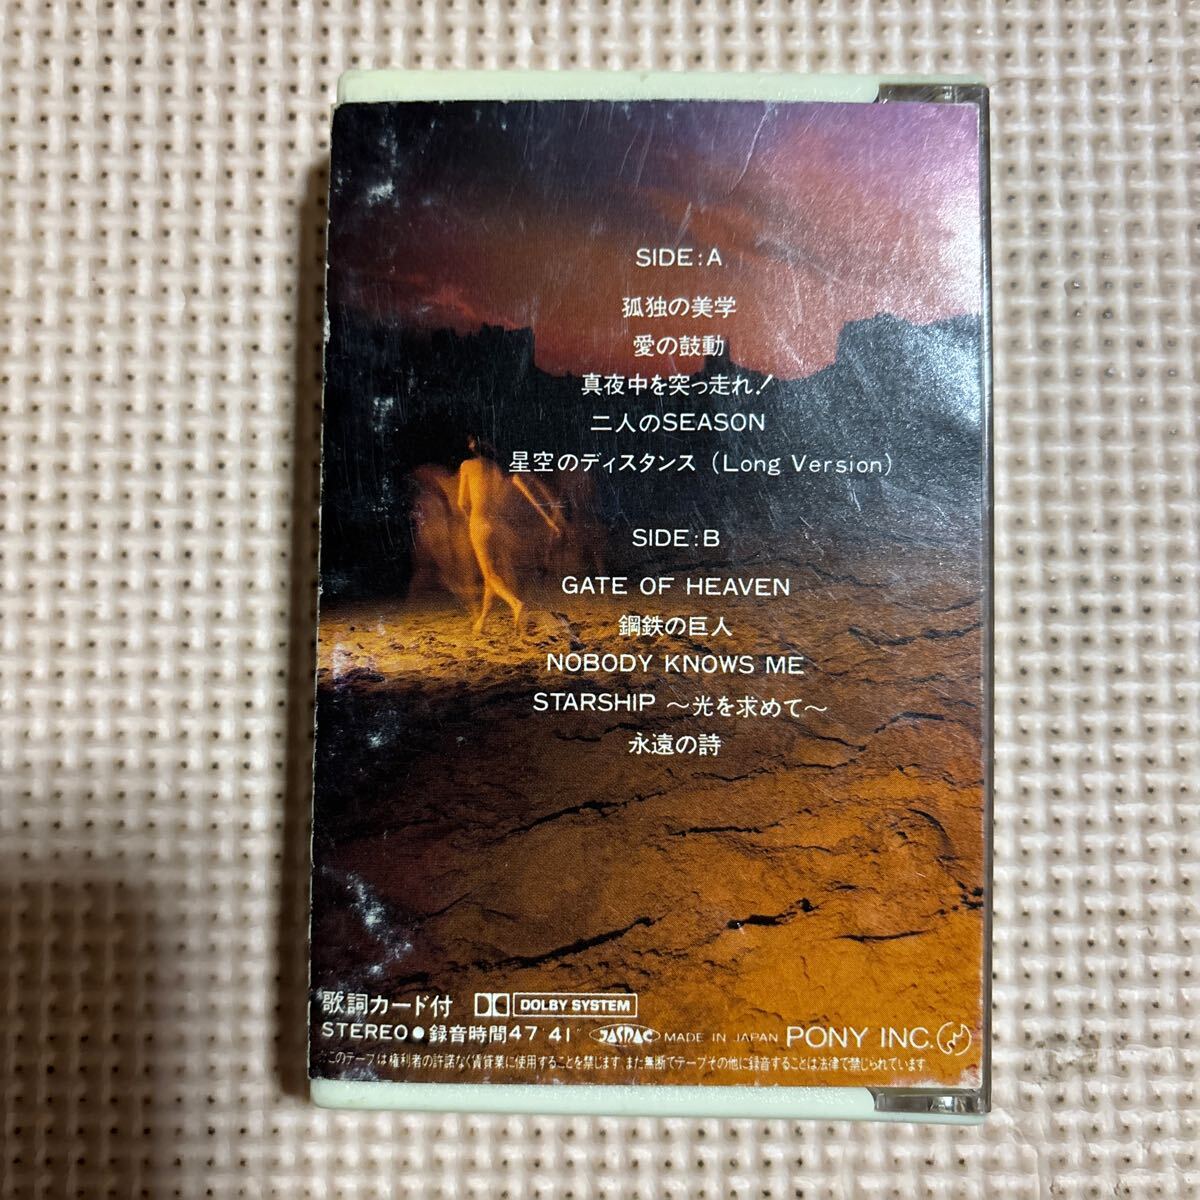 SIDE:A
孤独の美学
愛の鼓動
真夜中を突っ走れ!
二人のSEASON
星空のディスタンス (Long Version)
SIDE:B
GATE OF HEAVEN
鋼鉄の巨人
NOBODY KNOWS ME
STARSHIP ～光を求めて～
永遠の詩
歌詞カード付 DOLBY SYSTEM
STEREO●録音時間47′41″ JASRAC MADE IN JAPAN PONY INC.
このテープは権利者の許諾なく賃貸業に使用することを禁じます また無断でテープその他に録音することは法律で禁じられています